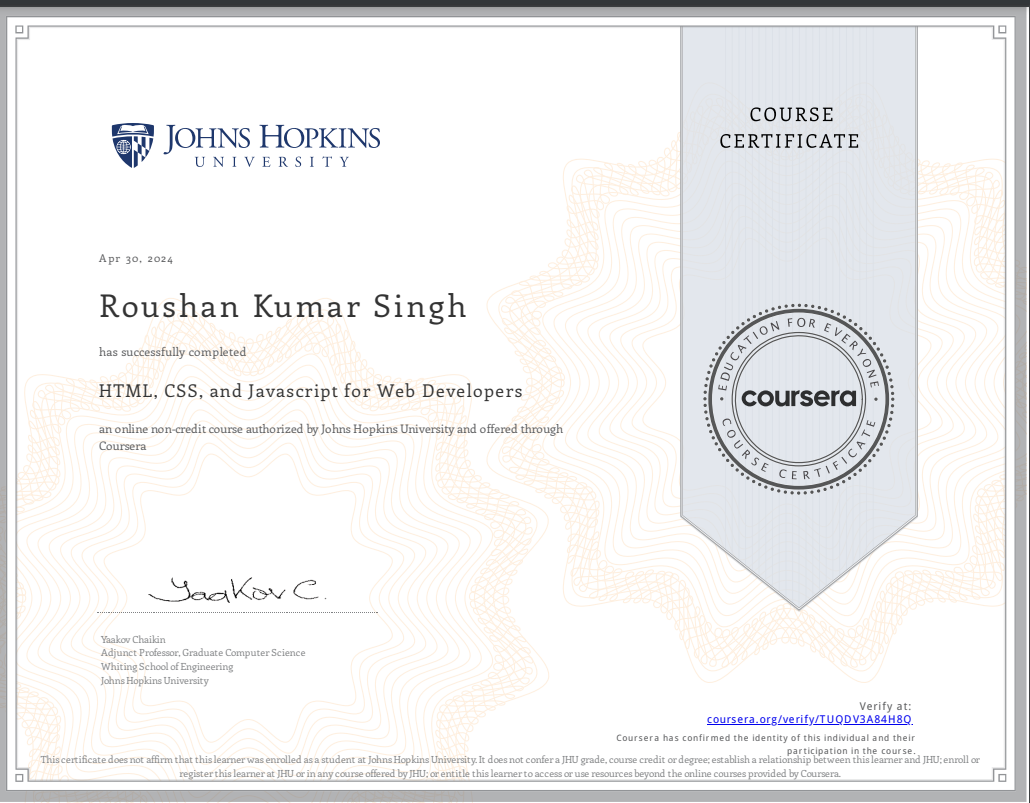 JOHNS HOPKINS
UNIVERSITY
COURSE
CERTIFICATE
Apr 30, 2024
Roushan Kumar Singh
has successfully completed
HTML, CSS, and Javascript for Web Developers
an online non-credit course authorized by Johns Hopkins University and offered through
Coursera
EDUCATION FOR EVERYONE
coursera
COURSE CERTIFICATE
Yaakov C.
Yaakov Chaikin
Adjunct Professor, Graduate Computer Science
Whiting School of Engineering
Johns Hopkins University
Verify at:
coursera.org/verify/TUQDV3A84H8Q
Coursera has confirmed the identity of this individual and their
participation in the course.
This certificate does not affirm that this learner was enrolled as a student at Johns Hopkins University. It does not confer a JHU grade, course credit or degree; establish a relationship between this learner and JHU; enroll or
register this learner at JHU or in any course offered by JHU; or entitle this learner to access or use resources beyond the online courses provided by Coursera.